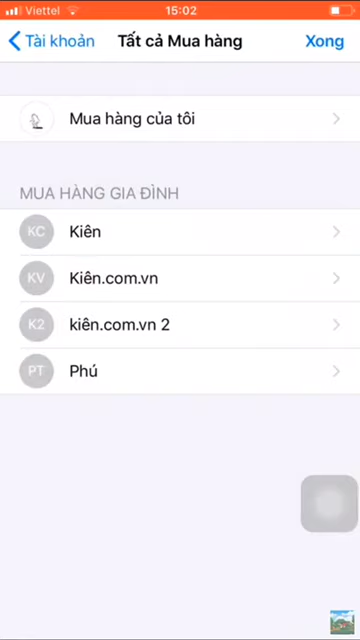 Viettel 15:02
Tài khoản Tất cả Mua hàng Xong
Mua hàng của tôi
MUA HÀNG GIA ĐÌNH
KC Kiên
KV Kiên.com.vn
K2 kiên.com.vn 2
PT Phú